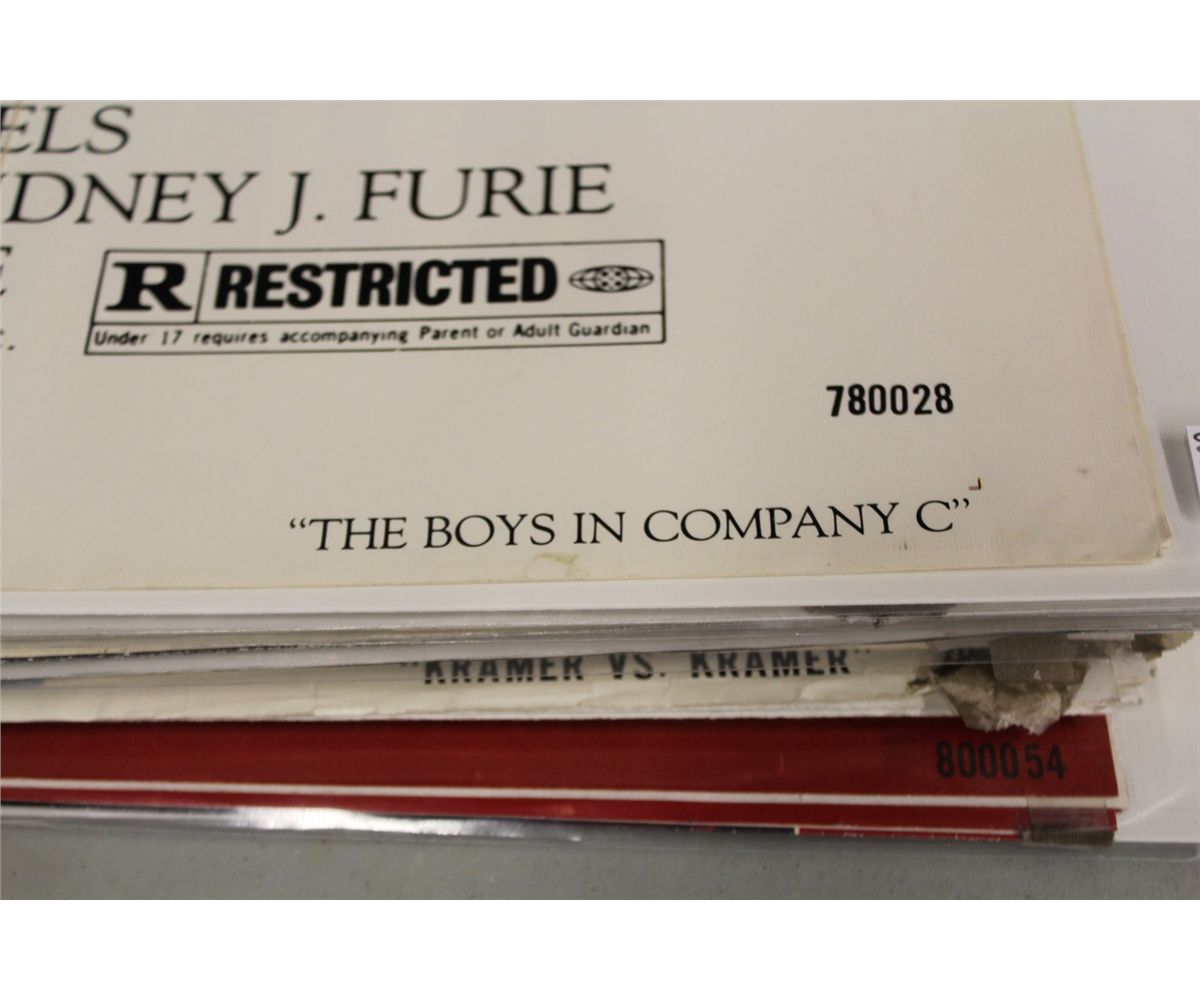 ELS
DNEY J. FURIE
R RESTRICTED
Under 17 requires accompanying Parent or Adult Guardian
780028
"THE BOYS IN COMPANY C"
"KRAMER VS. KRAMER"
800054